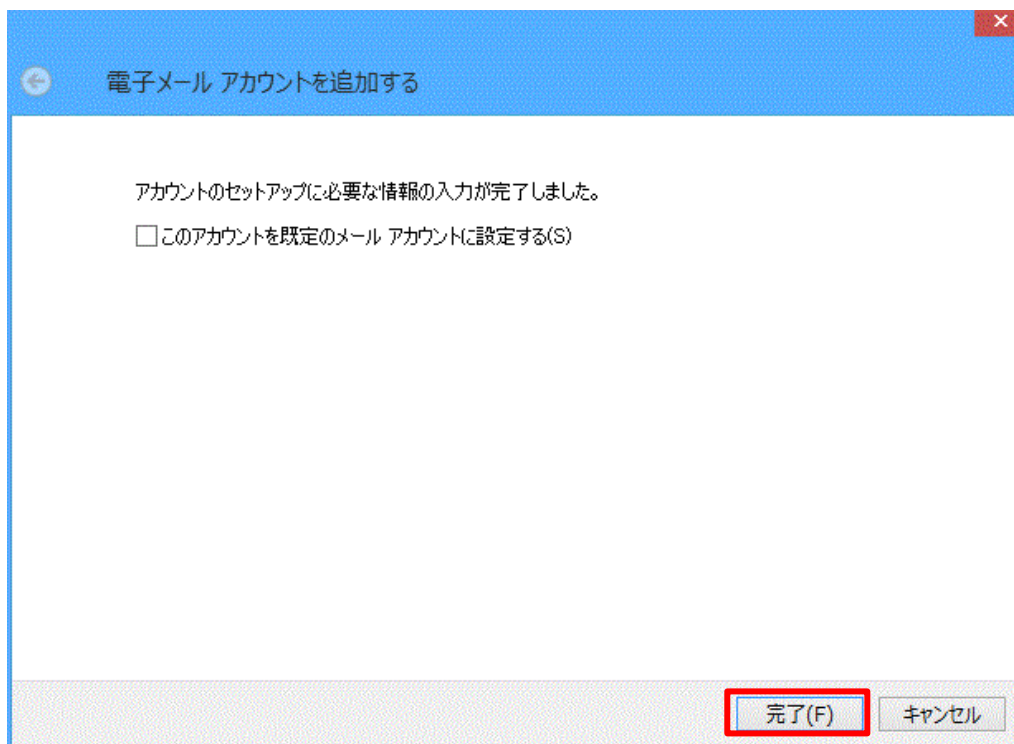 電子メール アカウントを追加する
アカウントのセットアップに必要な情報の入力が完了しました。
このアカウントを既定のメール アカウントに設定する(S)
完了(F)
キャンセル